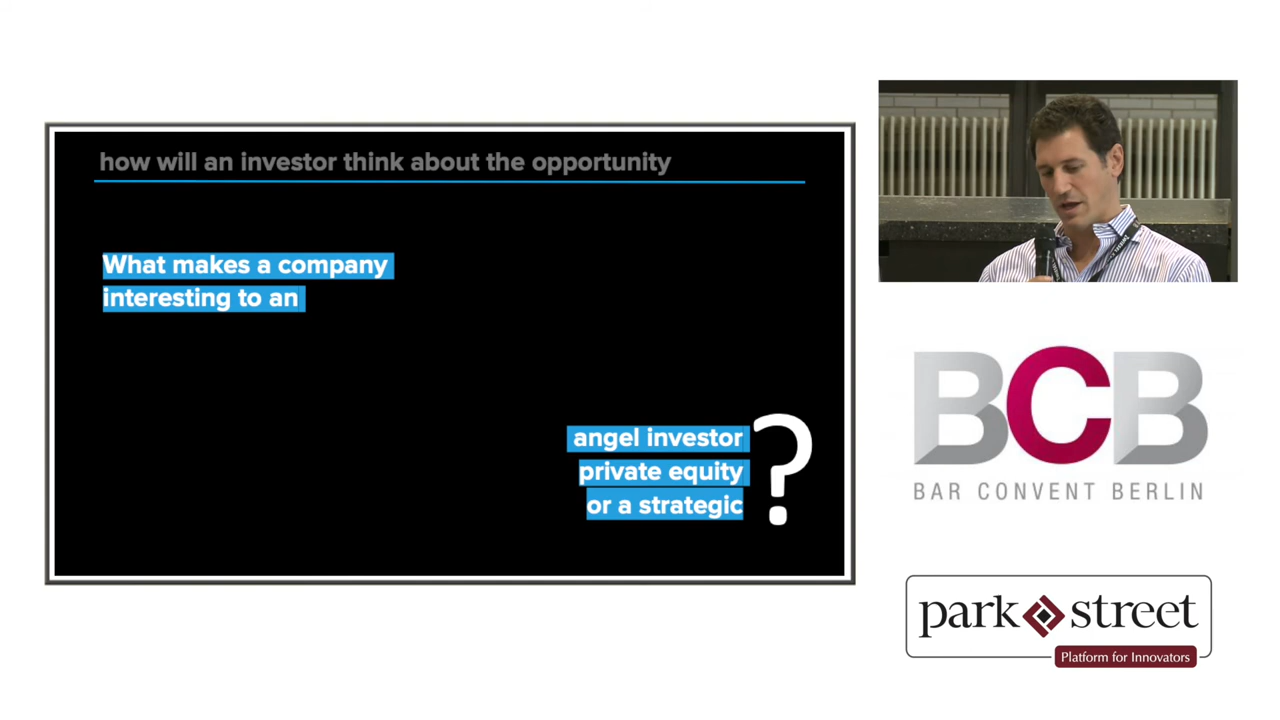 how will an investor think about the opportunity
What makes a company
interesting to an
angel investor
private equity
or a strategic
?
BCB
BAR CONVENT BERLIN
park street
Platform for Innovators